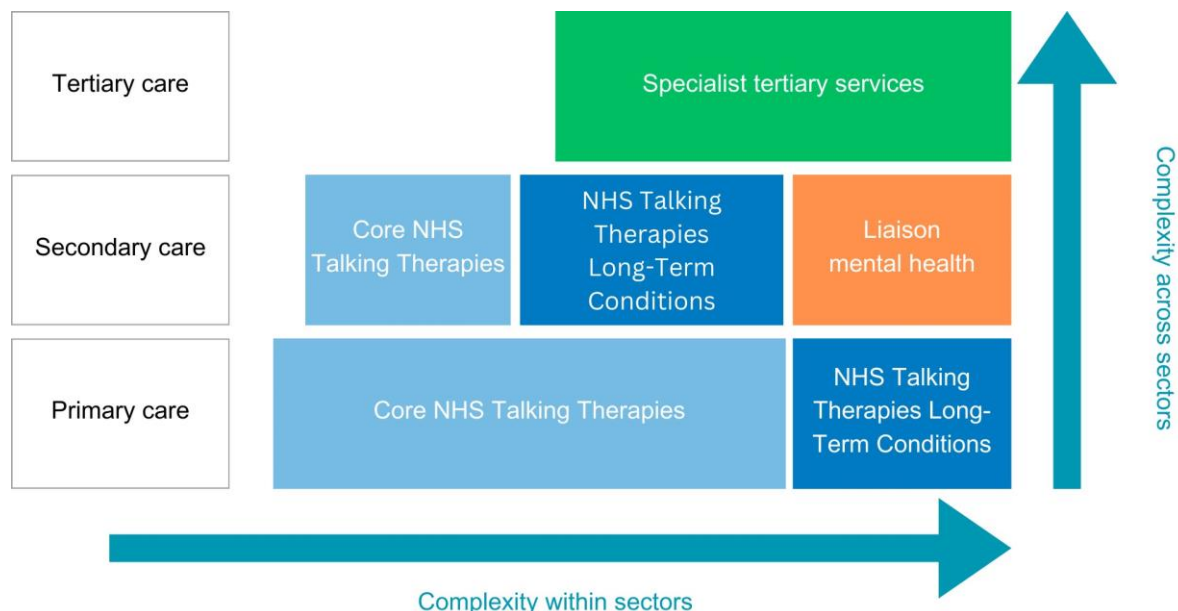 Tertiary care
Specialist tertiary services
Secondary care
Core NHS
Talking Therapies
NHS Talking
Therapies
Long-Term
Conditions
Liaison
mental health
Primary care
Core NHS Talking Therapies
NHS Talking
Therapies Long-
Term Conditions
Complexity across sectors
Complexity within sectors